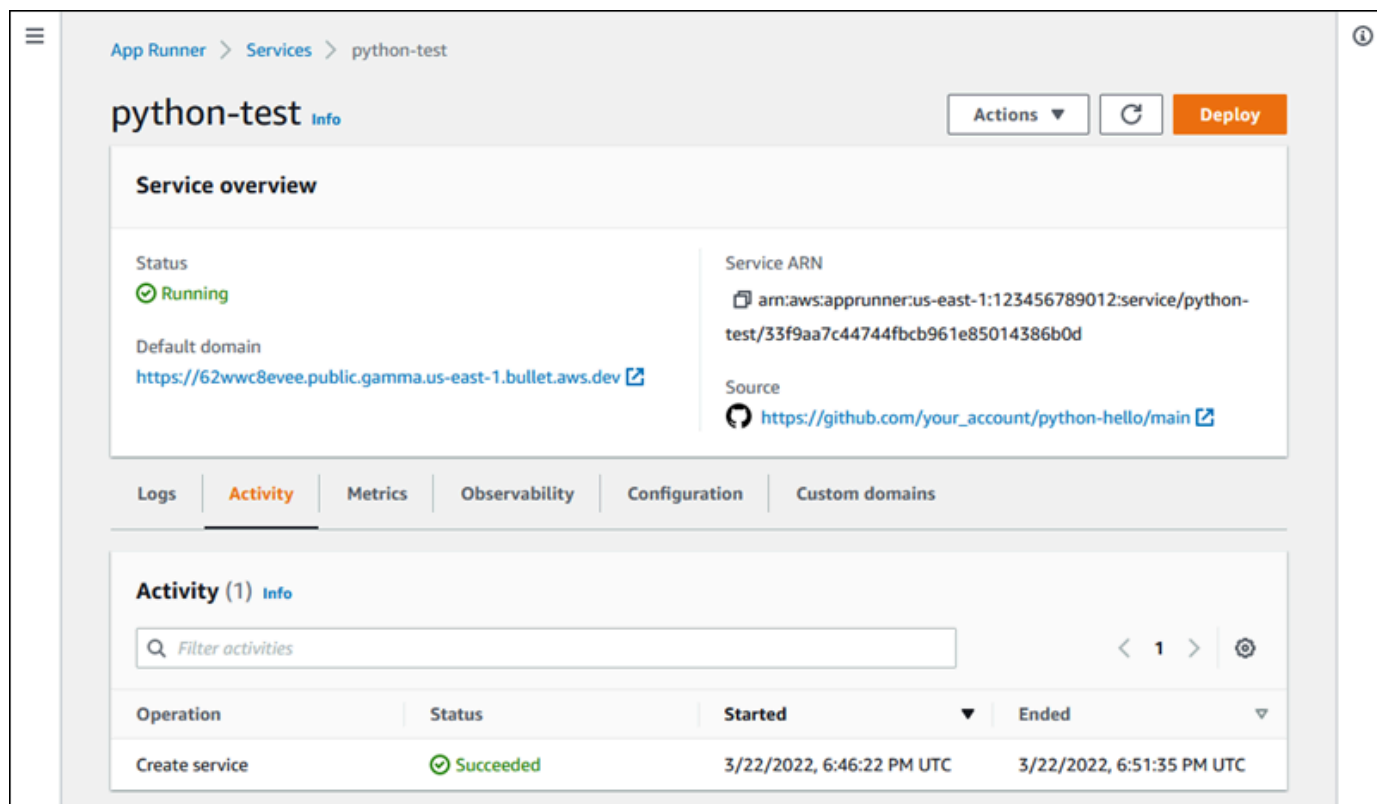 App Runner > Services > python-test
python-test Info
Actions
Deploy
Service overview
Status
Running
Default domain
https://62wwc8evee.public.gamma.us-east-1.bullet.aws.dev
Service ARN
arn:aws:apprunner:us-east-1:123456789012:service/python-
test/33f9aa7c44744fbcb961e85014386b0d
Source
https://github.com/your_account/python-hello/main
Logs Activity Metrics Observability Configuration Custom domains
Activity (1) Info
Filter activities
< 1 >
Operation Status Started Ended
Create service Succeeded 3/22/2022, 6:46:22 PM UTC 3/22/2022, 6:51:35 PM UTC